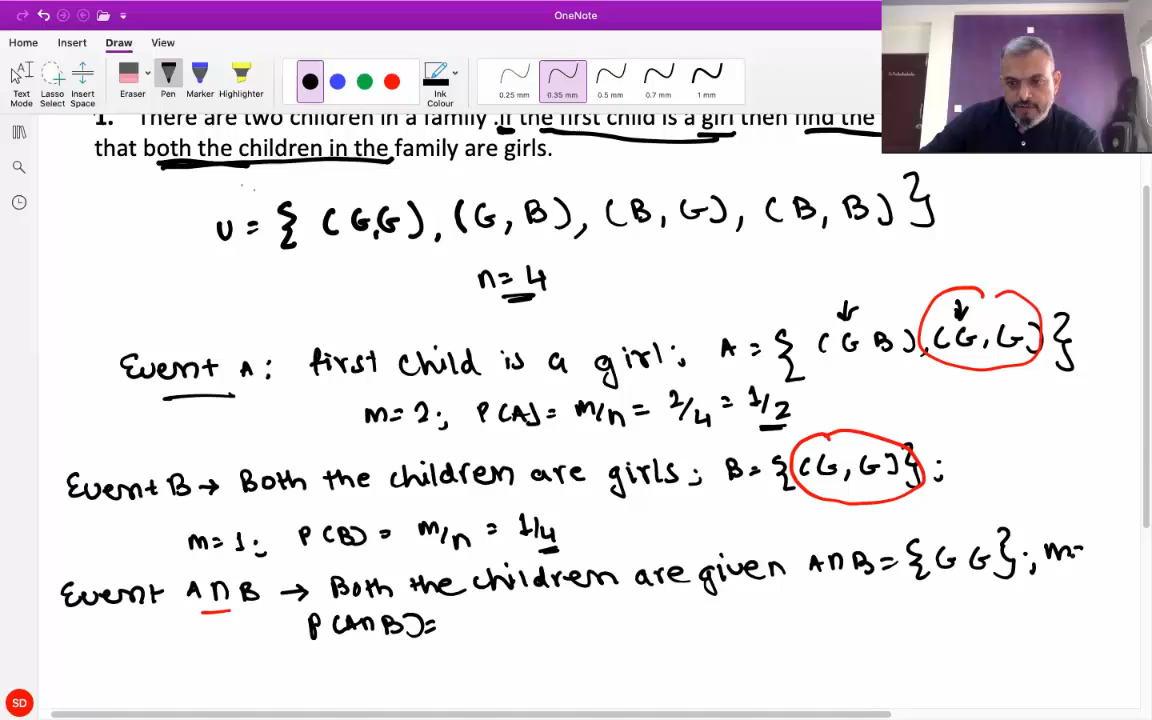 OneNote
Home Insert Draw View
Text Mode
Lasso Select
Insert Space
Eraser
Pen
Marker
Highlighter
Ink Colour
0.25 mm
0.35 mm
0.5 mm
0.7 mm
1 mm
1. There are two children in a family .If the first child is a girl then find the
that both the children in the family are girls.
U = { (G,G), (G, B), (B, G), (B, B) }
n = 4
Event A: first child is a girl; A = { (G B), (G, G) }
m = 2; P(A) = m/n = 2/4 = 1/2
Event B → Both the children are girls; B = {(G, G)};
m = 1; P(B) = m/n = 1/4
Event A∩B → Both the children are given A∩B = {G G}; m=
P(A∩B)=
SD